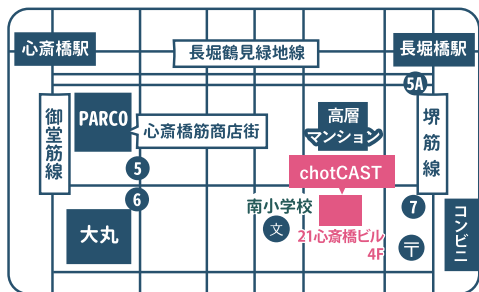 心斎橋駅
長堀鶴見緑地線
長堀橋駅
5A
御堂筋線
PARCO
心斎橋筋商店街
高層
マンション
堺筋線
5
chotCAST
6
南小学校
文
7
大丸
21心斎橋ビル
4F
〒
コンビニ